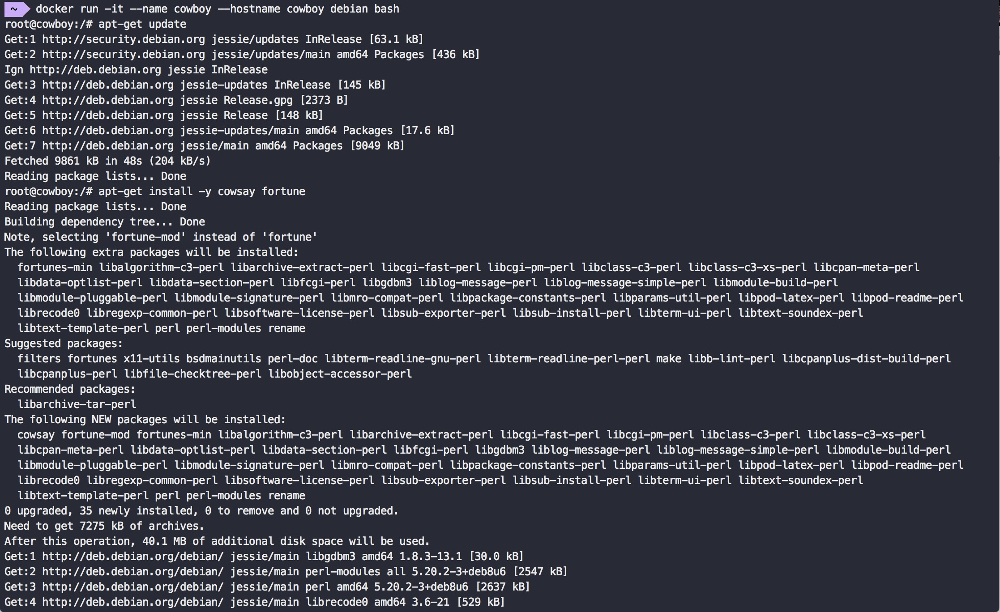 ~ docker run -it --name cowboy --hostname cowboy debian bash
root@cowboy:/# apt-get update
Get:1 http://security.debian.org jessie/updates InRelease [63.1 kB]
Get:2 http://security.debian.org jessie/updates/main amd64 Packages [436 kB]
Ign http://deb.debian.org jessie InRelease
Get:3 http://deb.debian.org jessie-updates InRelease [145 kB]
Get:4 http://deb.debian.org jessie Release.gpg [2373 B]
Get:5 http://deb.debian.org jessie Release [148 kB]
Get:6 http://deb.debian.org jessie-updates/main amd64 Packages [17.6 kB]
Get:7 http://deb.debian.org jessie/main amd64 Packages [9049 kB]
Fetched 9861 kB in 48s (204 kB/s)
Reading package lists... Done
root@cowboy:/# apt-get install -y cowsay fortune
Reading package lists... Done
Building dependency tree... Done
Note, selecting 'fortune-mod' instead of 'fortune'
The following extra packages will be installed:
  fortunes-min libalgorithm-c3-perl libarchive-extract-perl libcgi-fast-perl libcgi-pm-perl libclass-c3-perl libclass-c3-xs-perl libcpan-meta-perl
  libdata-optlist-perl libdata-section-perl libfcgi-perl libgdbm3 liblog-message-perl liblog-message-simple-perl libmodule-build-perl
  libmodule-pluggable-perl libmodule-signature-perl libmro-compat-perl libpackage-constants-perl libparams-util-perl libpod-latex-perl libpod-readme-perl
  librecode0 libregexp-common-perl libsoftware-license-perl libsub-exporter-perl libsub-install-perl libterm-ui-perl libtext-soundex-perl
  libtext-template-perl perl perl-modules rename
Suggested packages:
  filters fortunes x11-utils bsdmainutils perl-doc libterm-readline-gnu-perl libterm-readline-perl-perl make libb-lint-perl libcpanplus-dist-build-perl
  libcpanplus-perl libfile-checktree-perl libobject-accessor-perl
Recommended packages:
  libarchive-tar-perl
The following NEW packages will be installed:
  cowsay fortune-mod fortunes-min libalgorithm-c3-perl libarchive-extract-perl libcgi-fast-perl libcgi-pm-perl libclass-c3-perl libclass-c3-xs-perl
  libcpan-meta-perl libdata-optlist-perl libdata-section-perl libfcgi-perl libgdbm3 liblog-message-perl liblog-message-simple-perl libmodule-build-perl
  libmodule-pluggable-perl libmodule-signature-perl libmro-compat-perl libpackage-constants-perl libparams-util-perl libpod-latex-perl libpod-readme-perl
  librecode0 libregexp-common-perl libsoftware-license-perl libsub-exporter-perl libsub-install-perl libterm-ui-perl libtext-soundex-perl
  libtext-template-perl perl perl-modules rename
0 upgraded, 35 newly installed, 0 to remove and 0 not upgraded.
Need to get 7275 kB of archives.
After this operation, 40.1 MB of additional disk space will be used.
Get:1 http://deb.debian.org/debian/ jessie/main libgdbm3 amd64 1.8.3-13.1 [30.0 kB]
Get:2 http://deb.debian.org/debian/ jessie/main perl-modules all 5.20.2-3+deb8u6 [2547 kB]
Get:3 http://deb.debian.org/debian/ jessie/main perl amd64 5.20.2-3+deb8u6 [2637 kB]
Get:4 http://deb.debian.org/debian/ jessie/main librecode0 amd64 3.6-21 [529 kB]